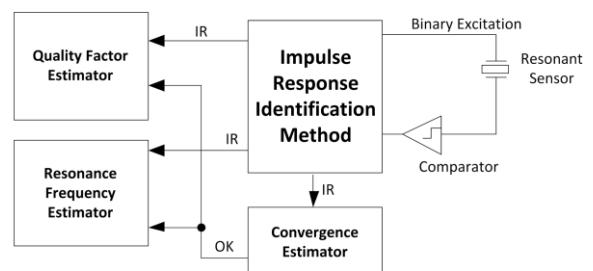 Quality Factor
Estimator
IR
Impulse
Response
Identification
Method
Binary Excitation
Resonant
Sensor
Comparator
Resonance
Frequency
Estimator
IR
IR
OK
Convergence
Estimator